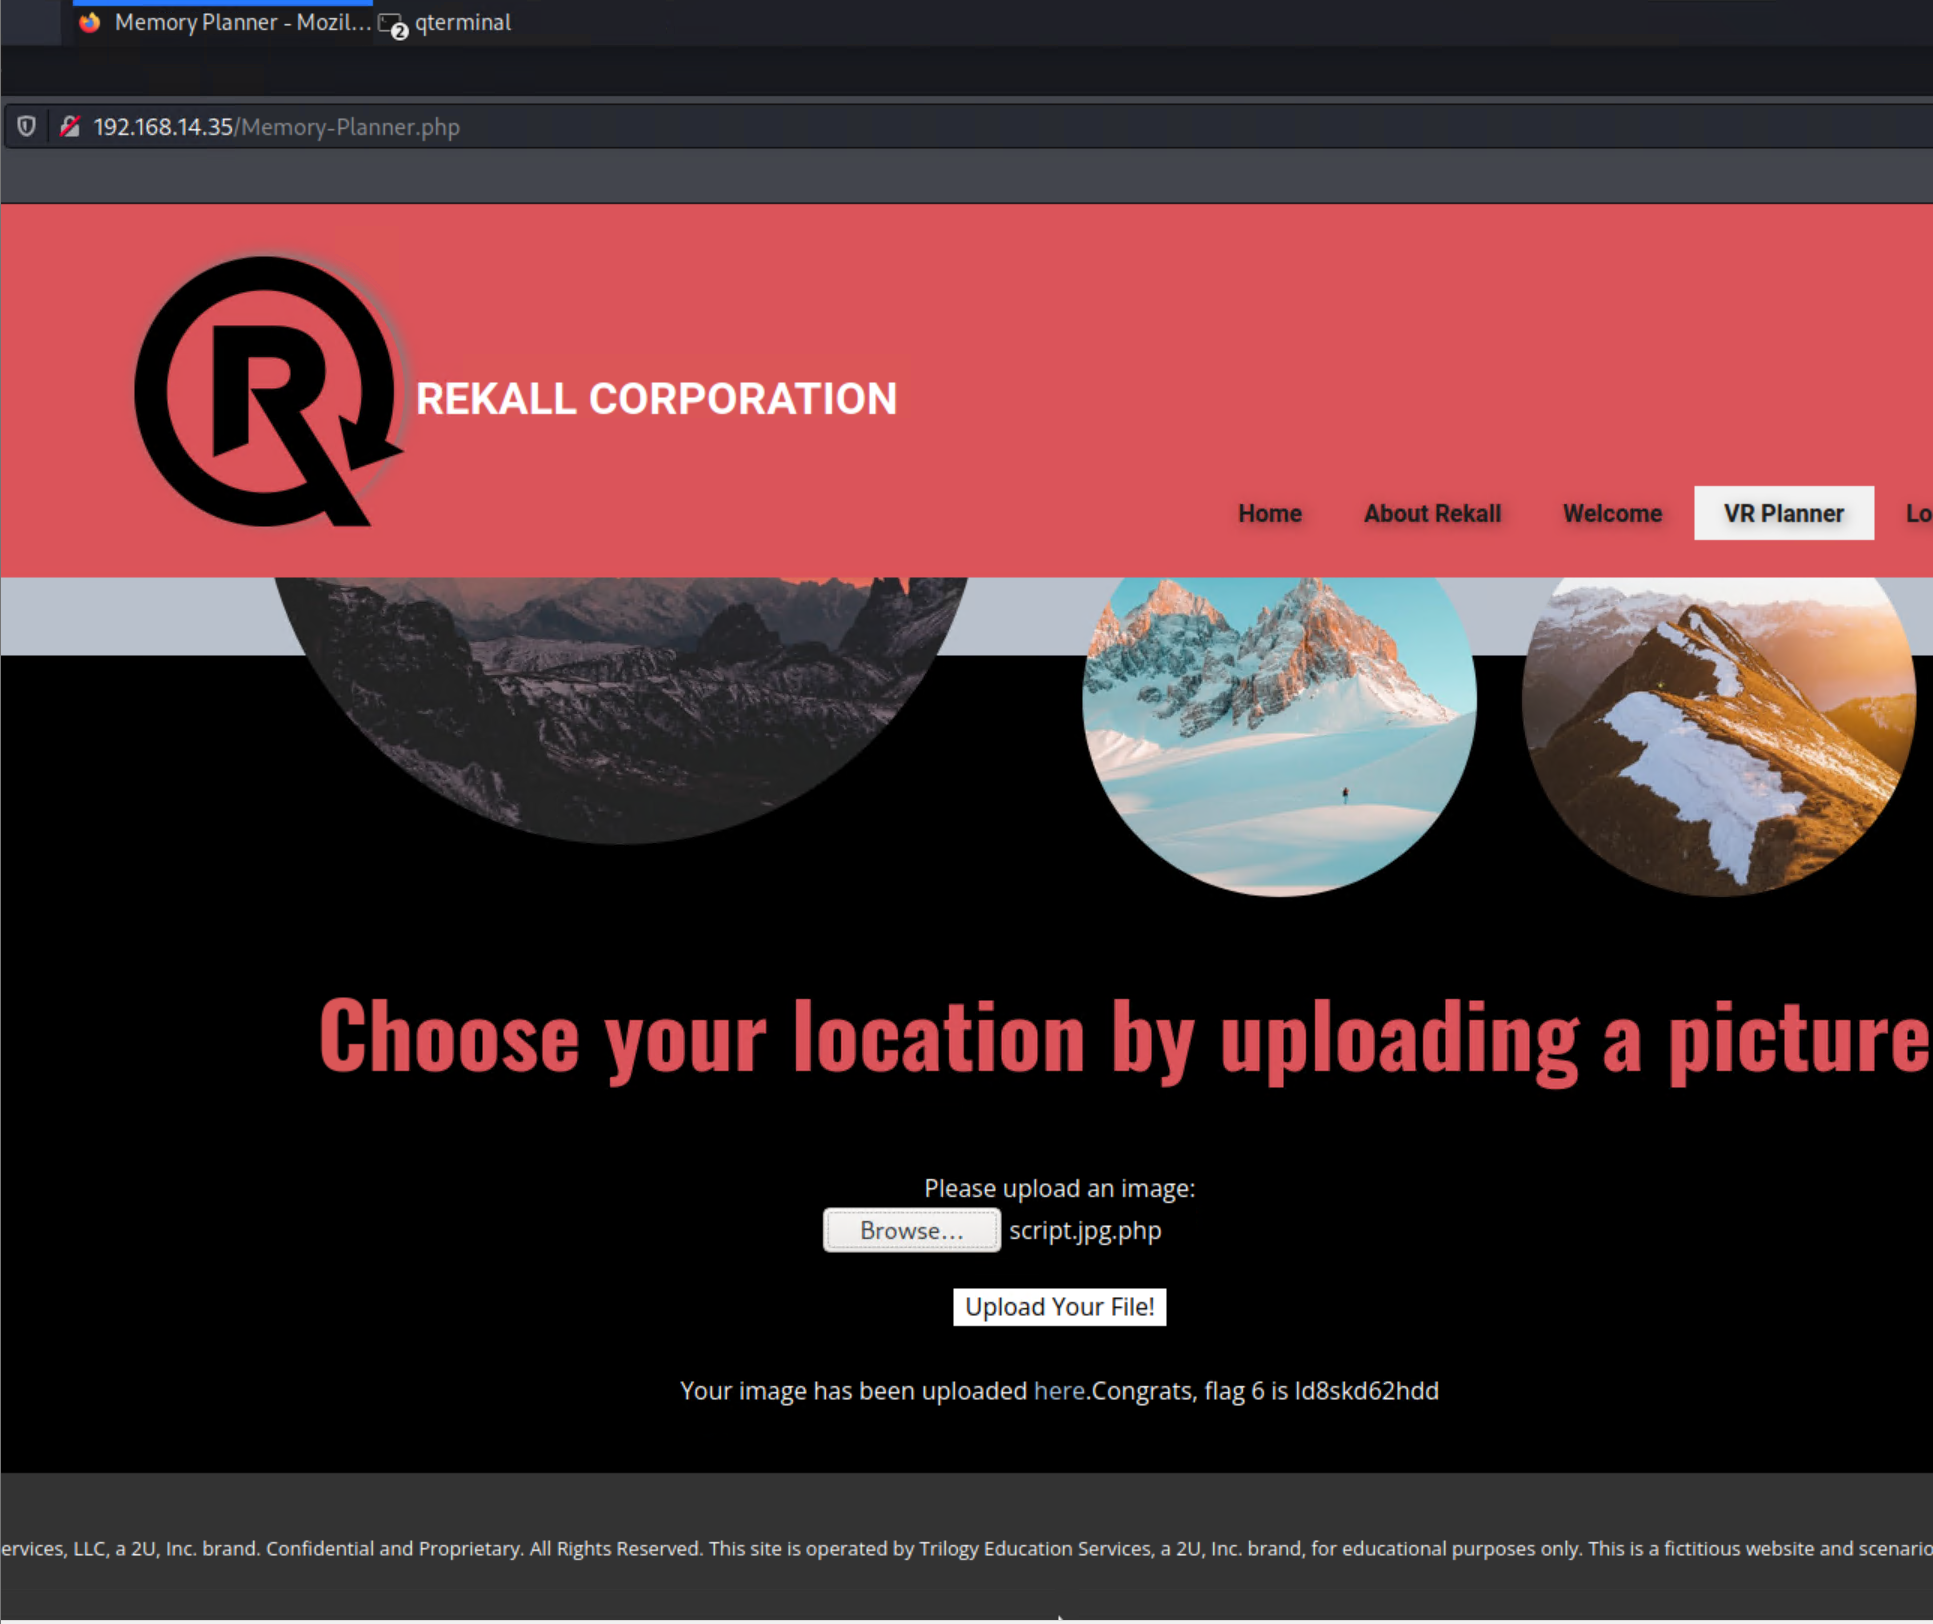 Memory Planner - Mozil... 2 qterminal
192.168.14.35/Memory-Planner.php
R
REKALL CORPORATION
Home About Rekall Welcome VR Planner Lo
Choose your location by uploading a picture
Please upload an image:
Browse... script.jpg.php
Upload Your File!
Your image has been uploaded here.Congrats, flag 6 is ld8skd62hdd
ervices, LLC, a 2U, Inc. brand. Confidential and Proprietary. All Rights Reserved. This site is operated by Trilogy Education Services, a 2U, Inc. brand, for educational purposes only. This is a fictitious website and scenario